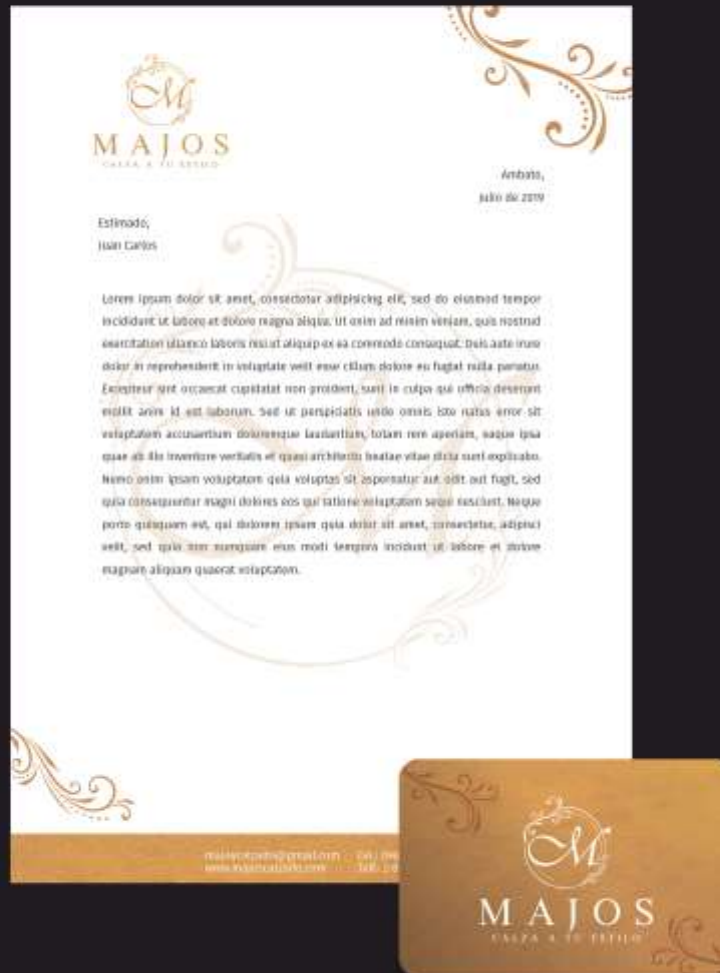 M
MAJOS
CALZA A TU ESTILO
Ambato,
Julio de 2019
Estimado,
Juan Carlos
Lorem ipsum dolor sit amet, consectetur adipisicing elit, sed do eiusmod tempor
incididunt ut labore et dolore magna aliqua. Ut enim ad minim veniam, quis nostrud
exercitation ullamco laboris nisi ut aliquip ex ea commodo consequat. Duis aute irure
dolor in reprehenderit in voluptate velit esse cillum dolore eu fugiat nulla pariatur.
Excepteur sint occaecat cupidatat non proident, sunt in culpa qui officia deserunt
mollit anim id est laborum. Sed ut perspiciatis unde omnis iste natus error sit
voluptatem accusantium doloremque laudantium, totam rem aperiam, eaque ipsa
quae ab illo inventore veritatis et quasi architecto beatae vitae dicta sunt explicabo.
Nemo enim ipsam voluptatem quia voluptas sit aspernatur aut odit aut fugit, sed
quia consequuntur magni dolores eos qui ratione voluptatem sequi nesciunt. Neque
porro quisquam est, qui dolorem ipsum quia dolor sit amet, consectetur, adipisci
velit, sed quia non numquam eius modi tempora incidunt ut labore et dolore
magnam aliquam quaerat voluptatem.
M
M
MAJOS
CALZA A TU ESTILO